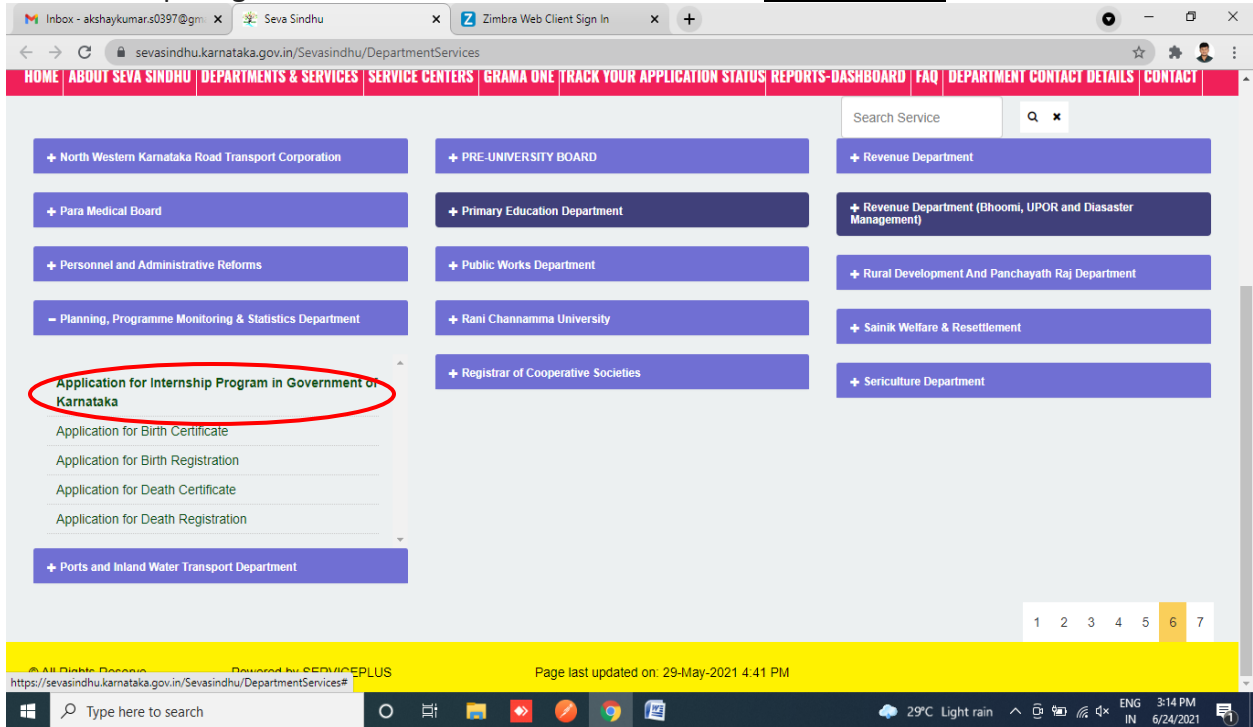 Inbox - akshaykumar.s0397@gm
Seva Sindhu
Zimbra Web Client Sign In
sevasindhu.karnataka.gov.in/Sevasindhu/DepartmentServices
HOME ABOUT SEVA SINDHU DEPARTMENTS & SERVICES SERVICE CENTERS GRAMA ONE TRACK YOUR APPLICATION STATUS REPORTS-DASHBOARD FAQ DEPARTMENT CONTACT DETAILS CONTACT
Search Service
+ North Western Karnataka Road Transport Corporation
+ Para Medical Board
+ Personnel and Administrative Reforms
– Planning, Programme Monitoring & Statistics Department
Application for Internship Program in Government of
Karnataka
Application for Birth Certificate
Application for Birth Registration
Application for Death Certificate
Application for Death Registration
+ Ports and Inland Water Transport Department
+ PRE-UNIVERSITY BOARD
+ Primary Education Department
+ Public Works Department
+ Rani Channamma University
+ Registrar of Cooperative Societies
+ Revenue Department
+ Revenue Department (Bhoomi, UPOR and Diasaster
Management)
+ Rural Development And Panchayath Raj Department
+ Sainik Welfare & Resettlement
+ Sericulture Department
1 2 3 4 5 6 7
© All Rights Reserve Powered by SERVICEPLUS Page last updated on: 29-May-2021 4:41 PM
https://sevasindhu.karnataka.gov.in/Sevasindhu/DepartmentServices#
Type here to search
29°C Light rain
ENG
IN
3:14 PM
6/24/2021
1